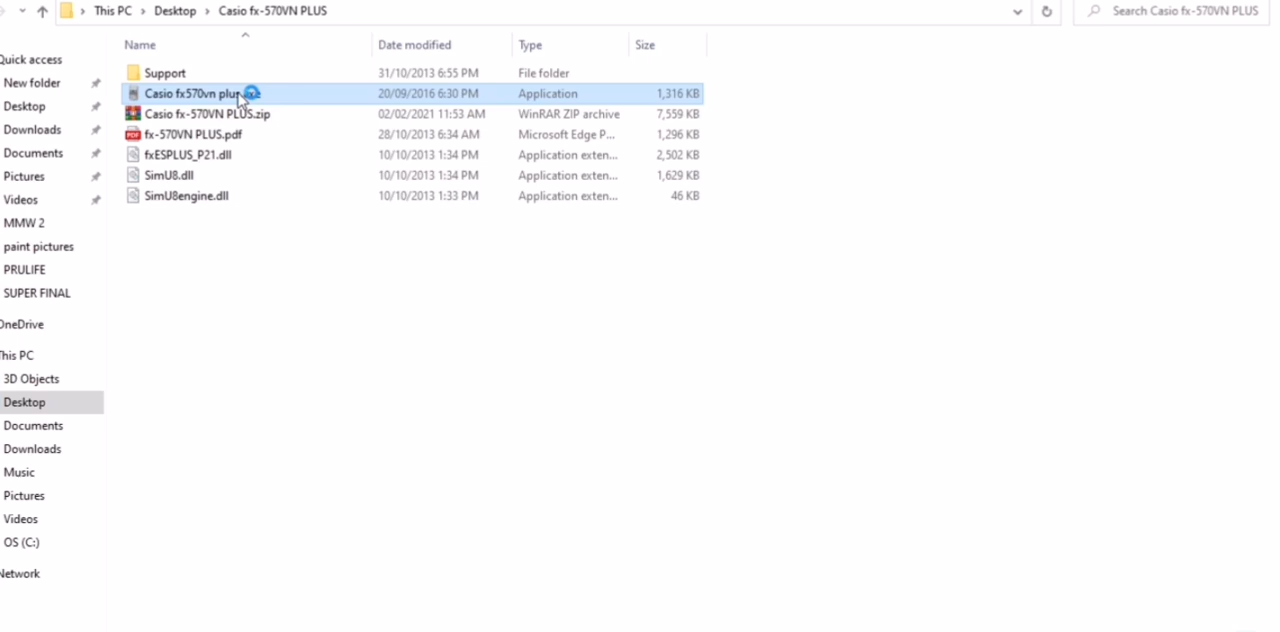 This PC > Desktop > Casio fx-570VN PLUS
Search Casio fx-570VN PLUS
Name Date modified Type Size
Support 31/10/2013 6:55 PM File folder
Casio fx570vn plus 20/09/2016 6:30 PM Application 1,316 KB
Casio fx-570VN PLUS.zip 02/02/2021 11:53 AM WinRAR ZIP archive 7,559 KB
fx-570VN PLUS.pdf 28/10/2013 6:34 AM Microsoft Edge P... 1,296 KB
fxESPLUS_P21.dll 10/10/2013 1:34 PM Application exten... 2,502 KB
SimU8.dll 10/10/2013 1:34 PM Application exten... 1,629 KB
SimU8engine.dll 10/10/2013 1:33 PM Application exten... 46 KB
Quick access
New folder
Desktop
Downloads
Documents
Pictures
Videos
MMW 2
paint pictures
PRULIFE
SUPER FINAL
OneDrive
This PC
3D Objects
Desktop
Documents
Downloads
Music
Pictures
Videos
OS (C:)
Network